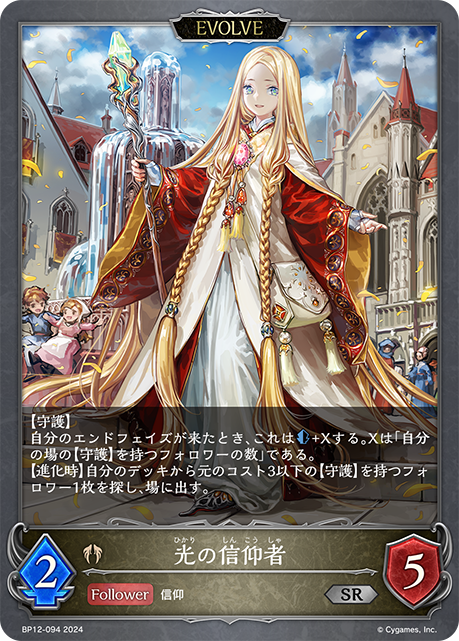 EVOLVE
【守護】
自分のエンドフェイズが来たとき、これは+Xする。Xは「自分
の場の【守護】を持つフォロワーの数」である。
【進化時】自分のデッキから元のコスト3以下の【守護】を持つフォ
ロワー1枚を探し、場に出す。
ひかり しんこうしゃ
光の信仰者
2
5
Follower 信仰
SR
BP12-094 2024
© Cygames, Inc.